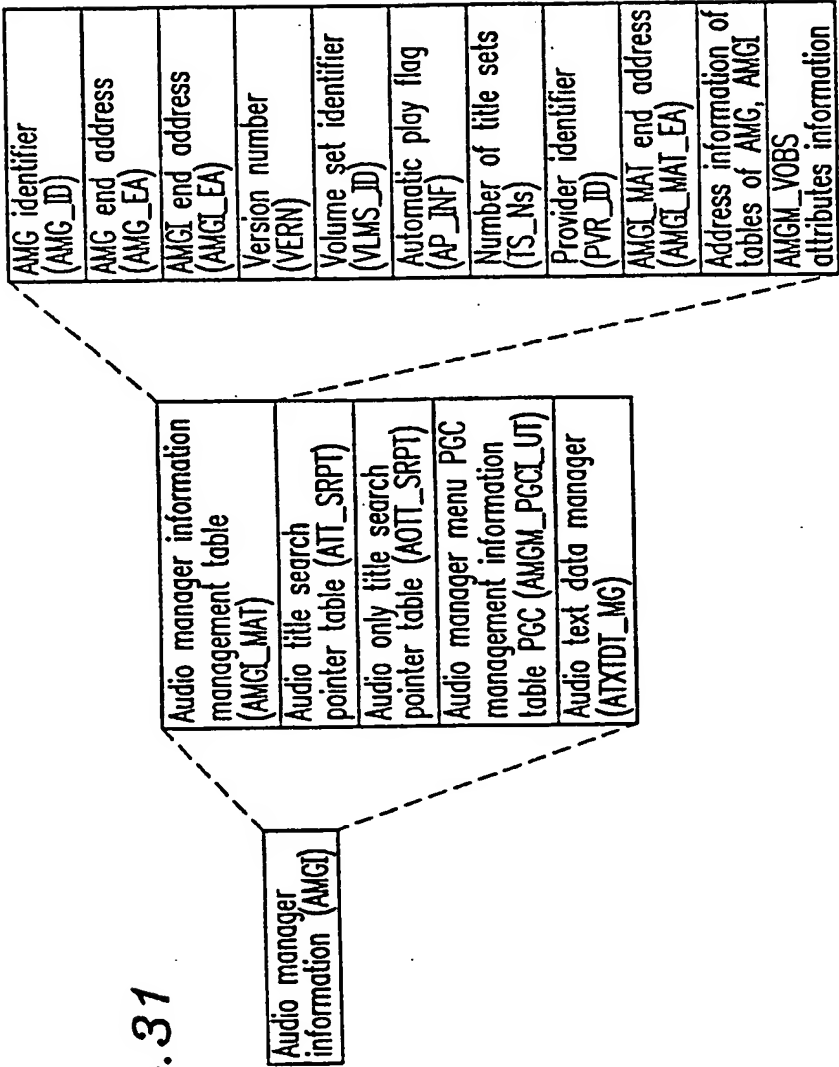 .31
Audio manager
information (AMGI)
Audio manager information
management table
(AMGI_MAT)
Audio title search
pointer table (ATT_SRPT)
Audio only title search
pointer table (AOTT_SRPT)
Audio manager menu PGC
management information
table PGC (AMGM_PGCI_UT)
Audio text data manager
(ATXTDT_MG)
AMG identifier
(AMG_ID)
AMG end address
(AMG_EA)
AMGI end address
(AMGI_EA)
Version number
(VERN)
Volume set identifier
(VLMS_ID)
Automatic play flag
(AP_INF)
Number of title sets
(TS_Ns)
Provider identifier
(PVR_ID)
AMGI_MAT end address
(AMGI_MAT_EA)
Address information of
tables of AMG, AMGI
AMGM_VOBS
attributes information